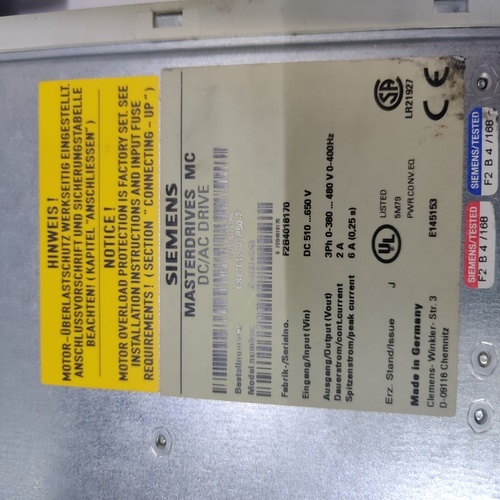 HINWEIS!
MOTOR-ÜBERLASTSCHUTZ WERKSEITIG EINGESTELLT.
ANSCHLUSSVORSCHRIFT UND SICHERUNGSTABELLE
BEACHTEN! ( KAPITEL "ANSCHLIESSEN")
NOTICE!
MOTOR OVERLOAD PROTECTION IS FACTORY SET. SEE
INSTALLATION INSTRUCTIONS AND INPUT FUSE
REQUIREMENTS! (SECTION " CONNECTING - UP")
SIEMENS
MASTERDRIVES MC
DC/AC DRIVE
Fabrik-/Serialno. F2B4018170
Eingang/Input(Vin) DC 510 ...650 V
Ausgang/Output (Vout) 3Ph 0-380 ... 480 V 0-400Hz
Dauerstrom/cont.current 2 A
Spitzenstrom/peak current 6 A (0,25 s)
Erz. Stand/Issue J
Made in Germany
Clemens- Winkler- Str. 3
D-09116 Chemnitz
UL
LISTED
5M79
PWR.CONV.EQ.
E145153
SA
LR21927
CE
SIEMENS/TESTED
F2 B 4 /168
SIEMENS/TESTED
F2 B 4 /168